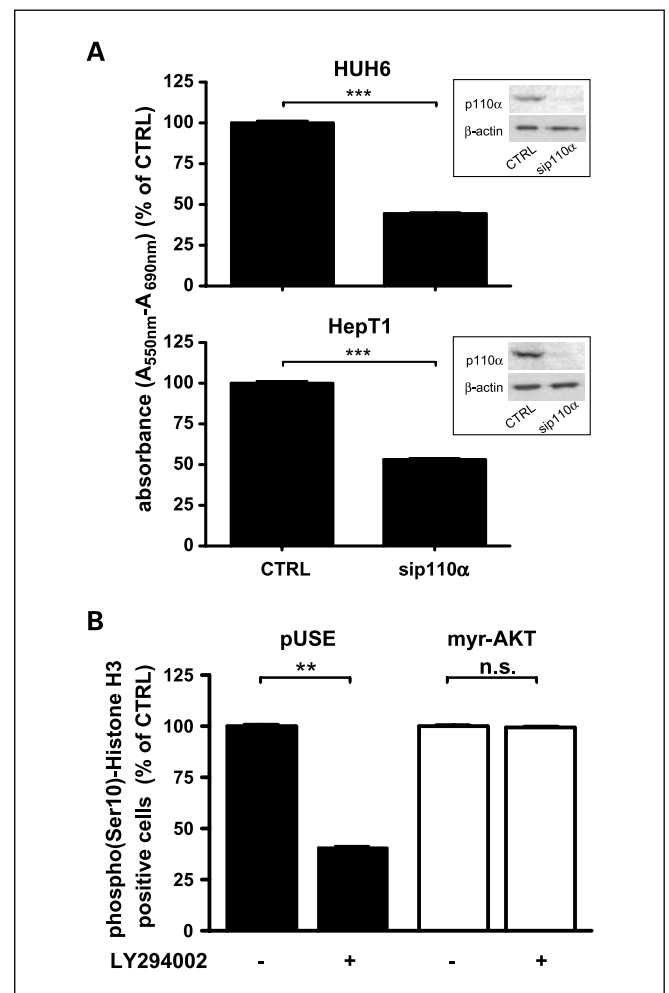 A
HUH6
***
125
100
75
50
25
0
p110α
β-actin
CTRL
sip110α
absorbance (A550nm-A690nm) (% of CTRL)
HepT1
***
125
100
75
50
25
0
p110α
β-actin
CTRL
sip110α
CTRL
sip110α
B
pUSE
myr-AKT
**
n.s.
phospho(Ser10)-Histone H3
positive cells (% of CTRL)
125
100
75
50
25
0
LY294002 - + - +